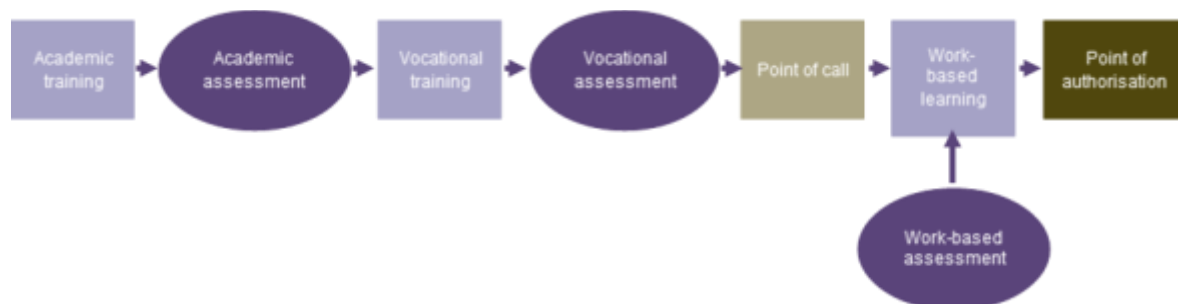 Academic
training
Academic
assessment
Vocational
training
Vocational
assessment
Point of call
Work-
based
learning
Point of
authorisation
Work-based
assessment